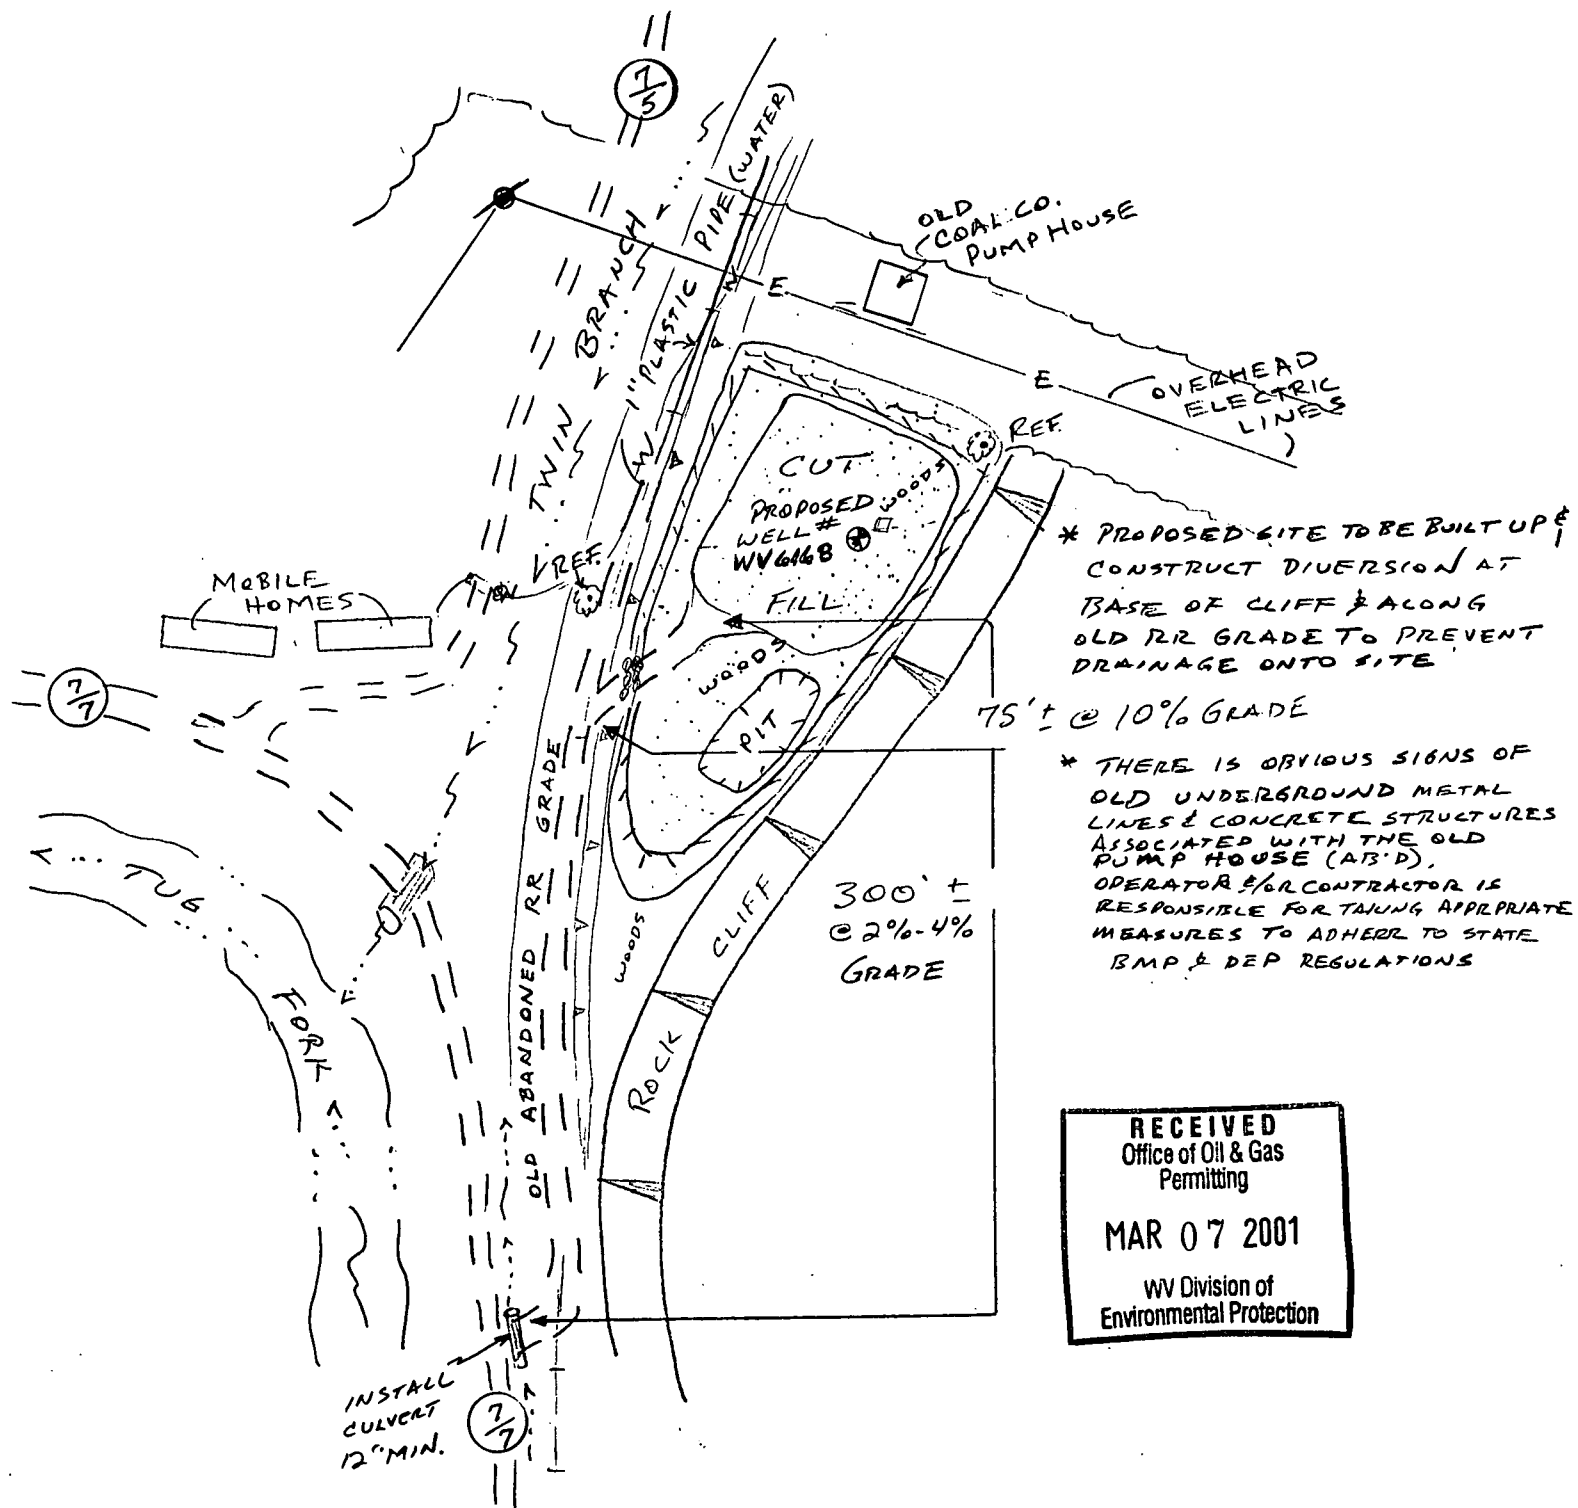 7/5
TWIN BRANCH
1" PLASTIC PIPE (WATER)
W
W
OLD
COAL CO.
PUMP HOUSE
E
E
OVERHEAD
ELECTRIC
LINES
REF.
CUT
WOODS
PROPOSED
WELL #
WV6168
FILL
REF.
MOBILE
HOMES
7/7
WOODS
PIT
* PROPOSED SITE TO BE BUILT UP &
CONSTRUCT DIVERSION AT
BASE OF CLIFF & ALONG
OLD RR GRADE TO PREVENT
DRAINAGE ONTO SITE
75' ± @ 10% GRADE
* THERE IS OBVIOUS SIGNS OF
OLD UNDERGROUND METAL
LINES & CONCRETE STRUCTURES
ASSOCIATED WITH THE OLD
PUMP HOUSE (AB'D).
OPERATOR &/OR CONTRACTOR IS
RESPONSIBLE FOR TAKING APPRPRIATE
MEASURES TO ADHERR TO STATE
BMP & DEP REGULATIONS
TUG FORK
OLD ABANDONED RR GRADE
WOODS
ROCK CLIFF
300' ±
@ 2%-4%
GRADE
INSTALL
CULVERT
12" MIN.
7/7
RECEIVED
Office of Oil & Gas
Permitting
MAR 07 2001
WV Division of
Environmental Protection